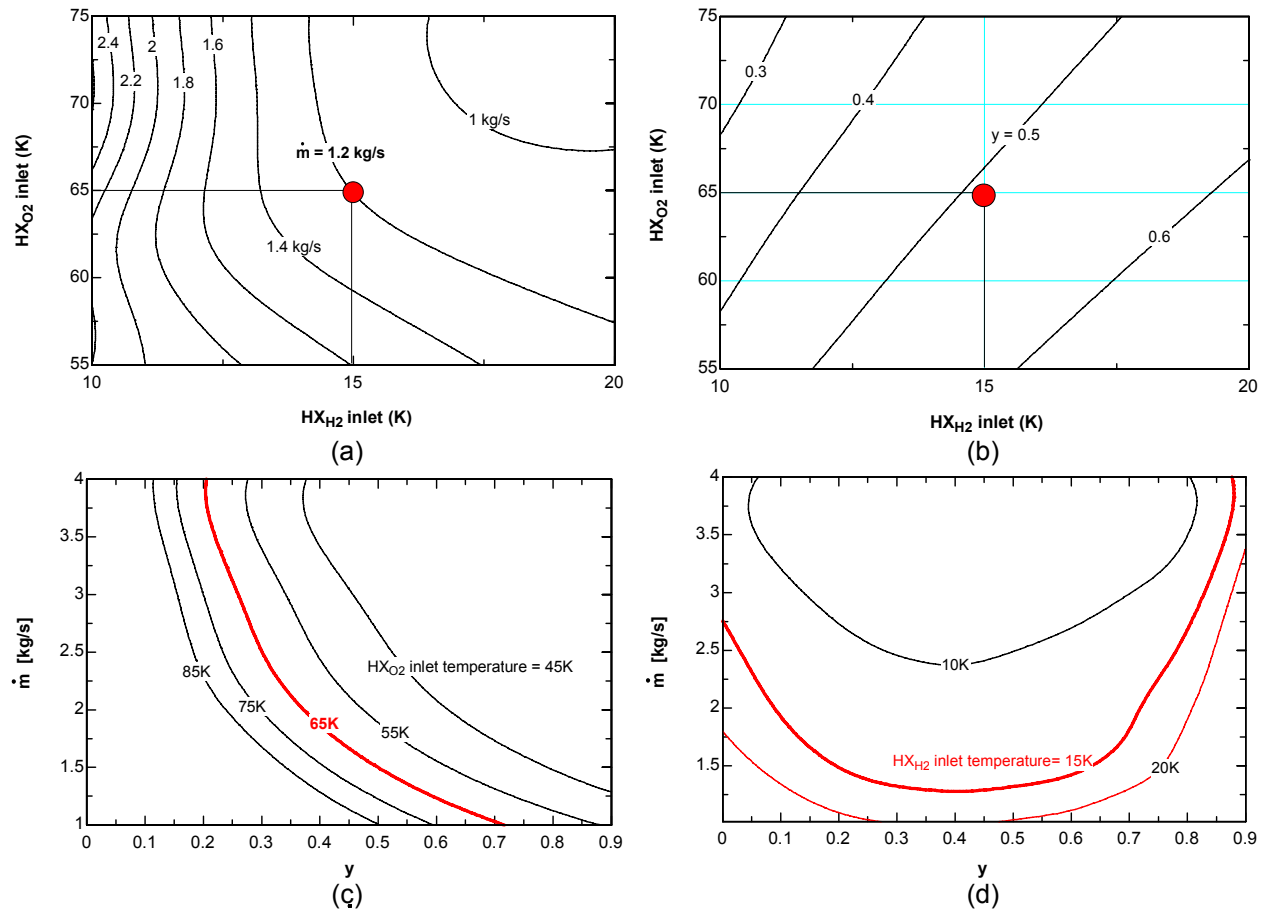 75
70
65
60
55
10
15
20
HXO2 inlet (K)
HXH2 inlet (K)
2.4
2.2
2
1.8
1.6
1 kg/s
ṁ = 1.2 kg/s
1.4 kg/s
(a)
75
70
65
60
55
10
15
20
HXO2 inlet (K)
HXH2 inlet (K)
0.3
0.4
y = 0.5
0.6
(b)
4
3.5
3
2.5
2
1.5
1
0
0.1
0.2
0.3
0.4
0.5
0.6
0.7
0.8
0.9
ṁ [kg/s]
y
85K
75K
65K
55K
HXO2 inlet temperature = 45K
(c)
4
3.5
3
2.5
2
1.5
1
0
0.1
0.2
0.3
0.4
0.5
0.6
0.7
0.8
0.9
ṁ [kg/s]
y
10K
HXH2 inlet temperature= 15K
20K
(d)